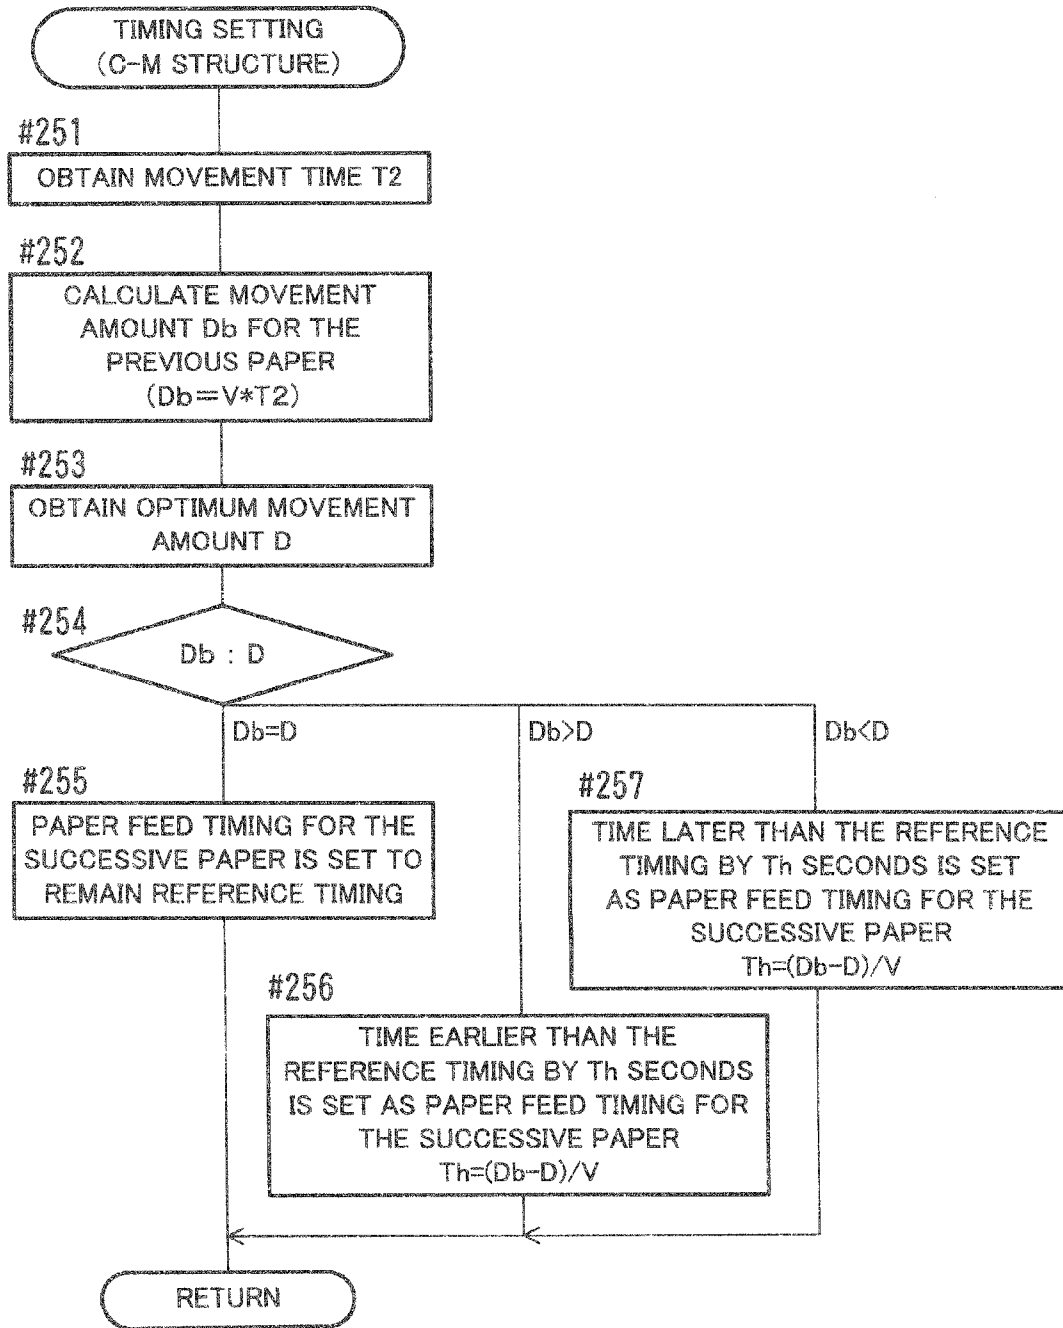 TIMING SETTING
(C-M STRUCTURE)
#251
OBTAIN MOVEMENT TIME T2
#252
CALCULATE MOVEMENT
AMOUNT Db FOR THE
PREVIOUS PAPER
(Db=V*T2)
#253
OBTAIN OPTIMUM MOVEMENT
AMOUNT D
#254
Db : D
Db=D
Db>D
Db<D
#255
PAPER FEED TIMING FOR THE
SUCCESSIVE PAPER IS SET TO
REMAIN REFERENCE TIMING
#257
TIME LATER THAN THE REFERENCE
TIMING BY Th SECONDS IS SET
AS PAPER FEED TIMING FOR THE
SUCCESSIVE PAPER
Th=(Db-D)/V
#256
TIME EARLIER THAN THE
REFERENCE TIMING BY Th SECONDS
IS SET AS PAPER FEED TIMING FOR
THE SUCCESSIVE PAPER
Th=(Db-D)/V
RETURN